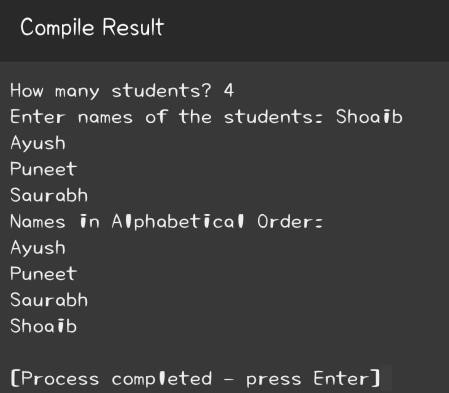 Compile Result
How many students? 4
Enter names of the students: Shoaib
Ayush
Puneet
Saurabh
Names in Alphabetical Order:
Ayush
Puneet
Saurabh
Shoaib
[Process completed - press Enter]